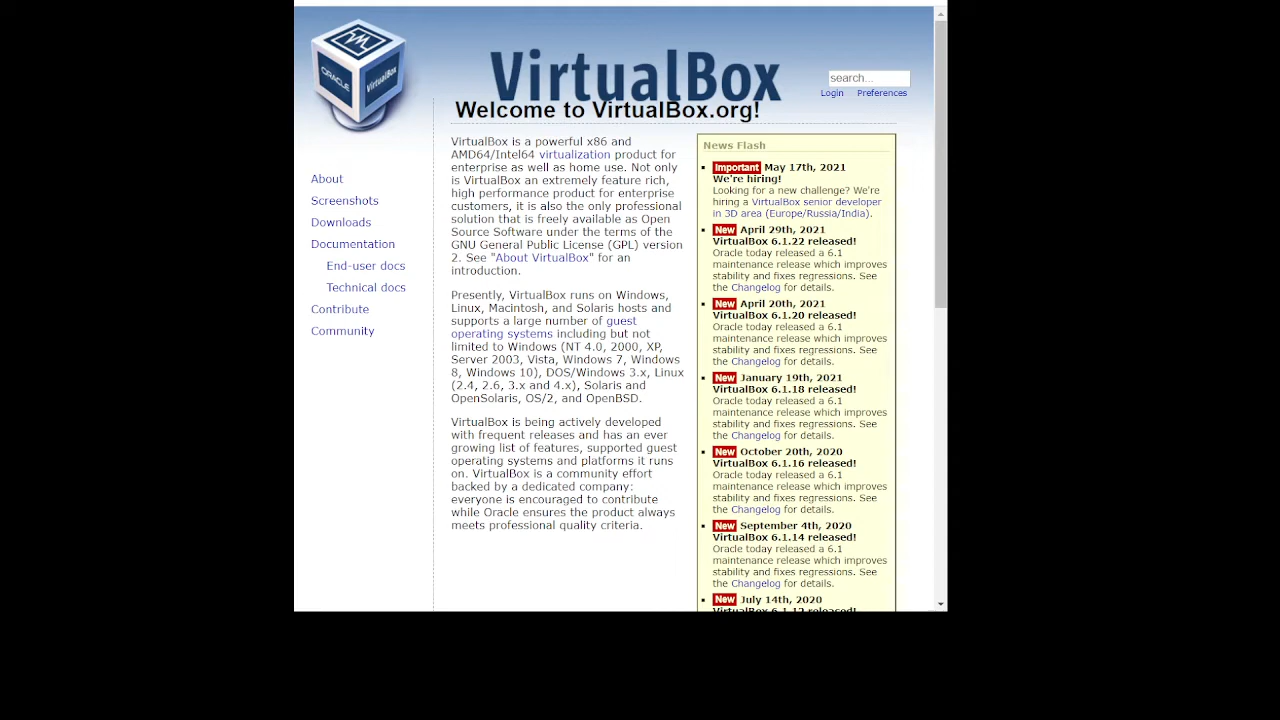 ORACLE
VirtualBox
VirtualBox
search...
Login Preferences
Welcome to VirtualBox.org!
About
Screenshots
Downloads
Documentation
End-user docs
Technical docs
Contribute
Community
VirtualBox is a powerful x86 and
AMD64/Intel64 virtualization product for
enterprise as well as home use. Not only
is VirtualBox an extremely feature rich,
high performance product for enterprise
customers, it is also the only professional
solution that is freely available as Open
Source Software under the terms of the
GNU General Public License (GPL) version
2. See "About VirtualBox" for an
introduction.
Presently, VirtualBox runs on Windows,
Linux, Macintosh, and Solaris hosts and
supports a large number of guest
operating systems including but not
limited to Windows (NT 4.0, 2000, XP,
Server 2003, Vista, Windows 7, Windows
8, Windows 10), DOS/Windows 3.x, Linux
(2.4, 2.6, 3.x and 4.x), Solaris and
OpenSolaris, OS/2, and OpenBSD.
VirtualBox is being actively developed
with frequent releases and has an ever
growing list of features, supported guest
operating systems and platforms it runs
on. VirtualBox is a community effort
backed by a dedicated company:
everyone is encouraged to contribute
while Oracle ensures the product always
meets professional quality criteria.
News Flash
Important May 17th, 2021
We're hiring!
Looking for a new challenge? We're
hiring a VirtualBox senior developer
in 3D area (Europe/Russia/India).
New April 29th, 2021
VirtualBox 6.1.22 released!
Oracle today released a 6.1
maintenance release which improves
stability and fixes regressions. See
the Changelog for details.
New April 20th, 2021
VirtualBox 6.1.20 released!
Oracle today released a 6.1
maintenance release which improves
stability and fixes regressions. See
the Changelog for details.
New January 19th, 2021
VirtualBox 6.1.18 released!
Oracle today released a 6.1
maintenance release which improves
stability and fixes regressions. See
the Changelog for details.
New October 20th, 2020
VirtualBox 6.1.16 released!
Oracle today released a 6.1
maintenance release which improves
stability and fixes regressions. See
the Changelog for details.
New September 4th, 2020
VirtualBox 6.1.14 released!
Oracle today released a 6.1
maintenance release which improves
stability and fixes regressions. See
the Changelog for details.
New July 14th, 2020
VirtualBox 6.1.12 released!